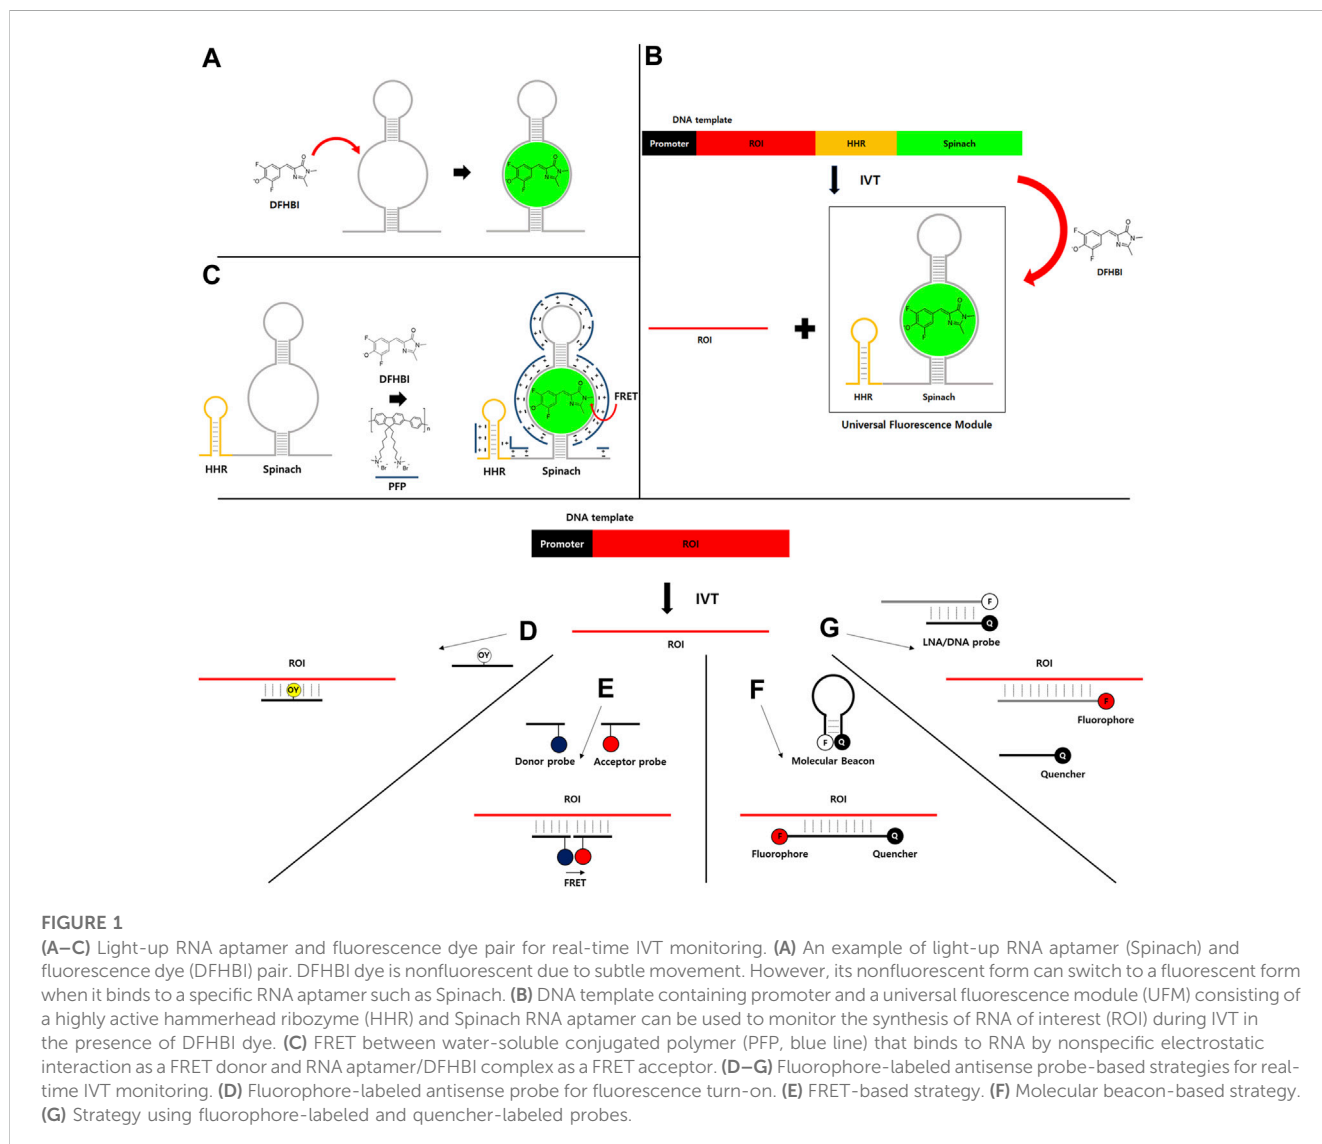 A
DFHBI
F
F
-O
O
N
N
F
-O
F
O
N
N
B
DNA template
Promoter
ROI
HHR
Spinach
IVT
F
-O
F
O
N
N
DFHBI
F
-O
F
O
N
N
ROI
HHR
Spinach
Universal Fluorescence Module
C
F
-O
F
O
N
N
DFHBI
n
Br-
Br-
PFP
HHR
Spinach
F
-O
F
O
N
N
FRET
HHR
Spinach
DNA template
Promoter
ROI
IVT
ROI
D
OY
ROI
OY
E
Donor probe
Acceptor probe
ROI
FRET
F
F
Q
Molecular Beacon
ROI
F
Q
Fluorophore
Quencher
G
F
Q
LNA/DNA probe
ROI
F
Fluorophore
Q
Quencher
FIGURE 1
(A–C) Light-up RNA aptamer and fluorescence dye pair for real-time IVT monitoring. (A) An example of light-up RNA aptamer (Spinach) and
fluorescence dye (DFHBI) pair. DFHBI dye is nonfluorescent due to subtle movement. However, its nonfluorescent form can switch to a fluorescent form
when it binds to a specific RNA aptamer such as Spinach. (B) DNA template containing promoter and a universal fluorescence module (UFM) consisting of
a highly active hammerhead ribozyme (HHR) and Spinach RNA aptamer can be used to monitor the synthesis of RNA of interest (ROI) during IVT in
the presence of DFHBI dye. (C) FRET between water-soluble conjugated polymer (PFP, blue line) that binds to RNA by nonspecific electrostatic
interaction as a FRET donor and RNA aptamer/DFHBI complex as a FRET acceptor. (D–G) Fluorophore-labeled antisense probe-based strategies for real-
time IVT monitoring. (D) Fluorophore-labeled antisense probe for fluorescence turn-on. (E) FRET-based strategy. (F) Molecular beacon-based strategy.
(G) Strategy using fluorophore-labeled and quencher-labeled probes.